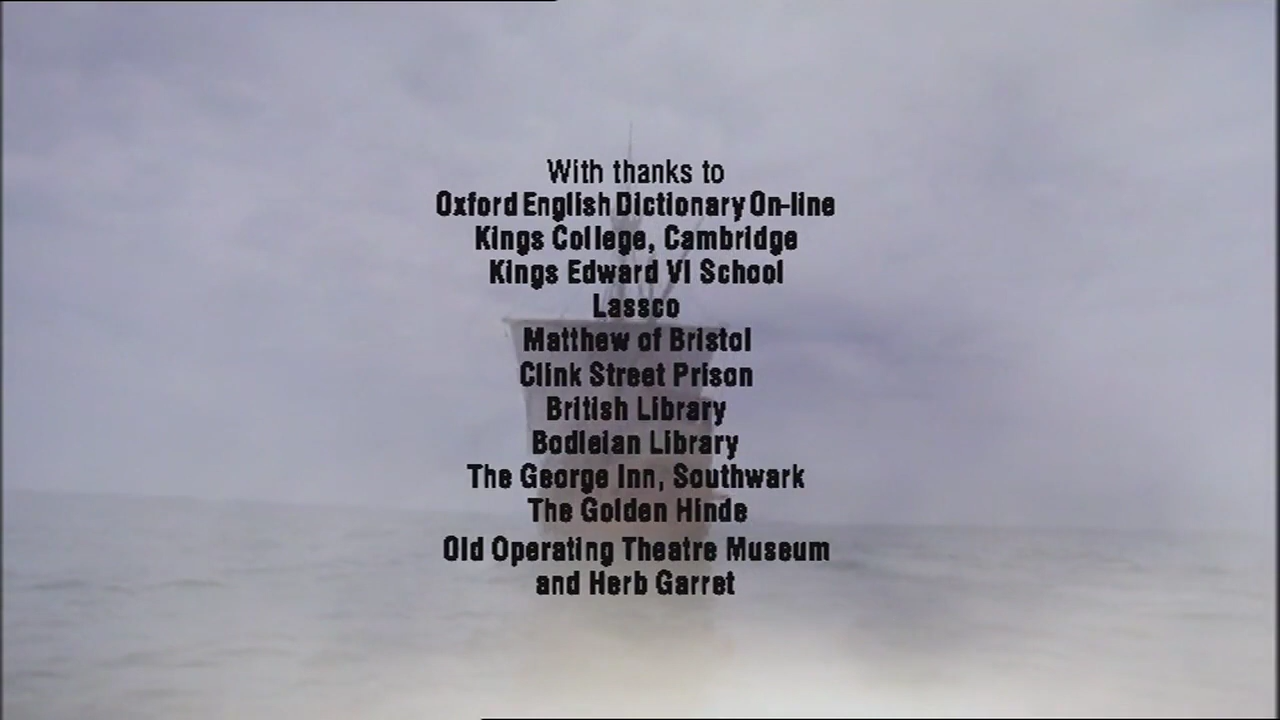 With thanks to
Oxford English Dictionary On-line
Kings College, Cambridge
Kings Edward VI School
Lassco
Matthew of Bristol
Clink Street Prison
British Library
Bodleian Library
The George Inn, Southwark
The Golden Hinde
Old Operating Theatre Museum
and Herb Garret